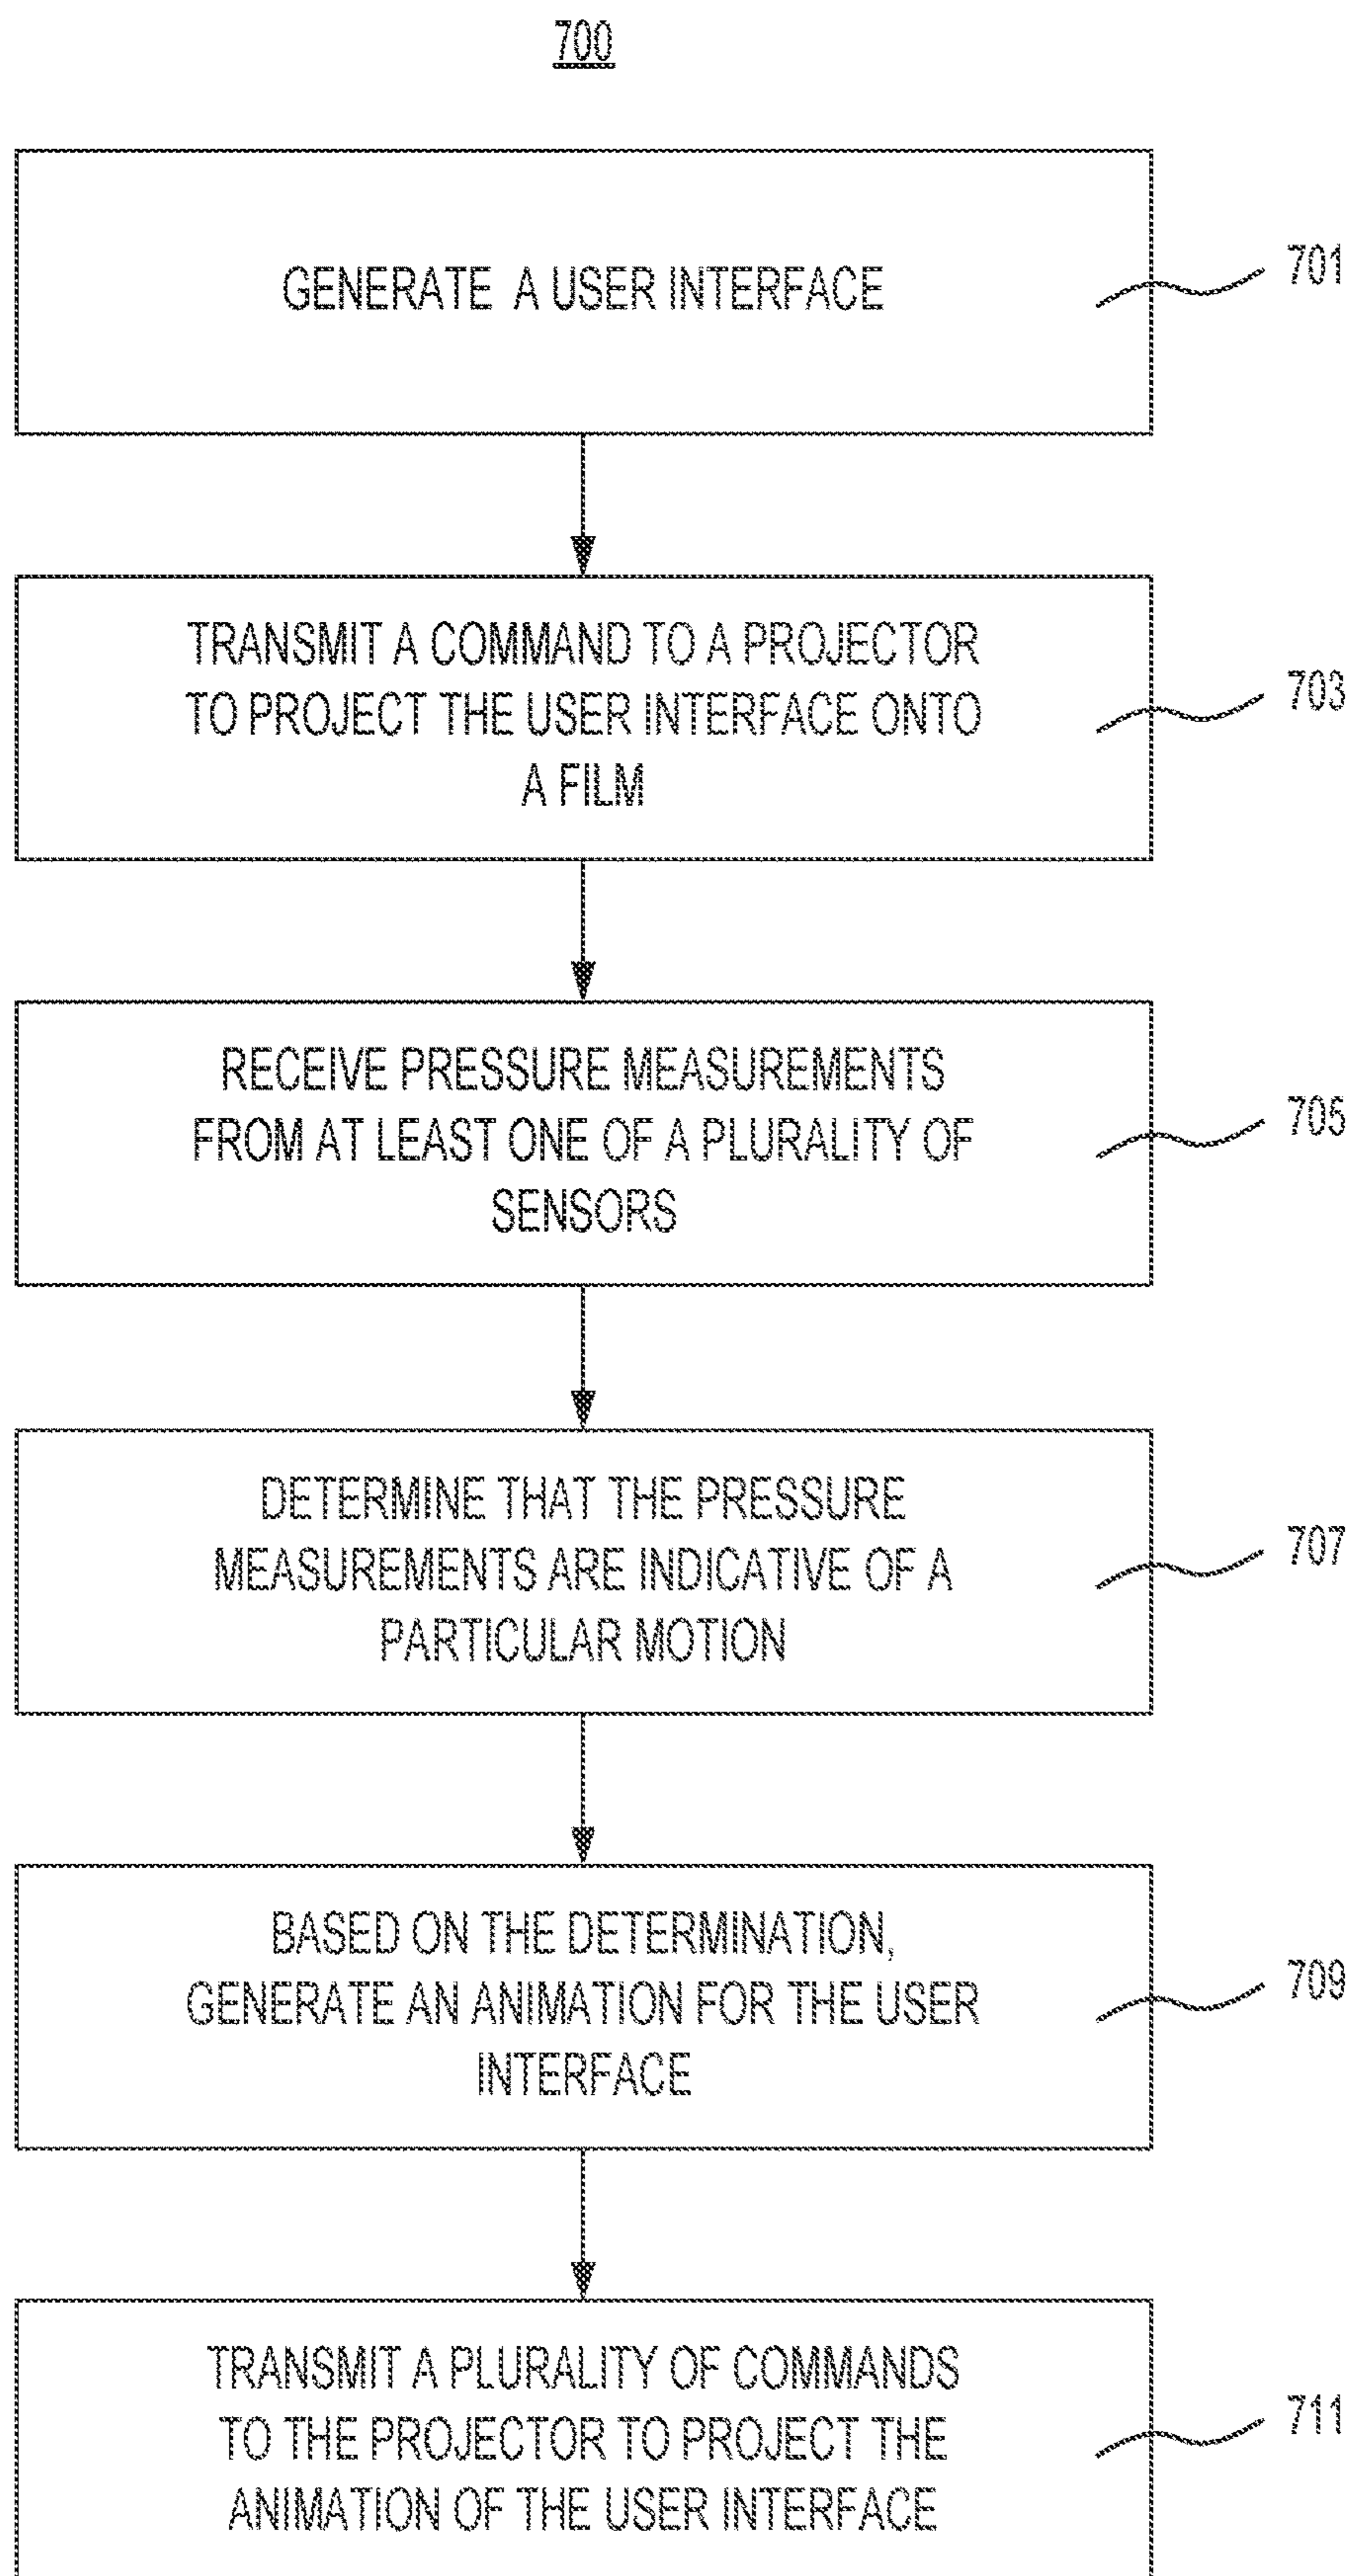 700
GENERATE A USER INTERFACE
701
TRANSMIT A COMMAND TO A PROJECTOR
TO PROJECT THE USER INTERFACE ONTO
A FILM
703
RECEIVE PRESSURE MEASUREMENTS
FROM AT LEAST ONE OF A PLURALITY OF
SENSORS
705
DETERMINE THAT THE PRESSURE
MEASUREMENTS ARE INDICATIVE OF A
PARTICULAR MOTION
707
BASED ON THE DETERMINATION,
GENERATE AN ANIMATION FOR THE USER
INTERFACE
709
TRANSMIT A PLURALITY OF COMMANDS
TO THE PROJECTOR TO PROJECT THE
ANIMATION OF THE USER INTERFACE
711